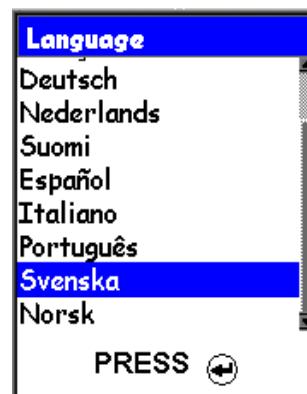 Language
Deutsch
Nederlands
Suomi
Español
Italiano
Português
Svenska
Norsk
PRESS